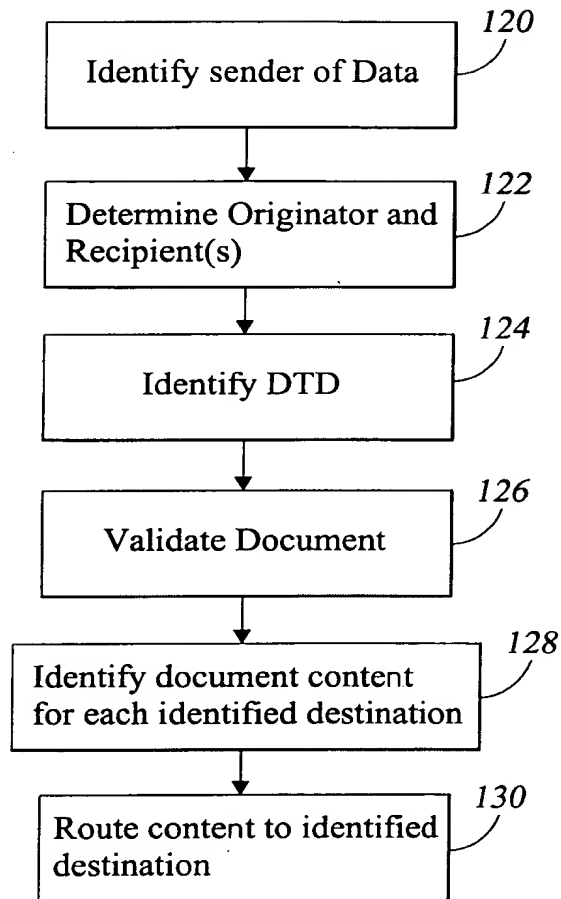 120
Identify sender of Data
122
Determine Originator and
Recipient(s)
124
Identify DTD
126
Validate Document
128
Identify document content
for each identified destination
130
Route content to identified
destination